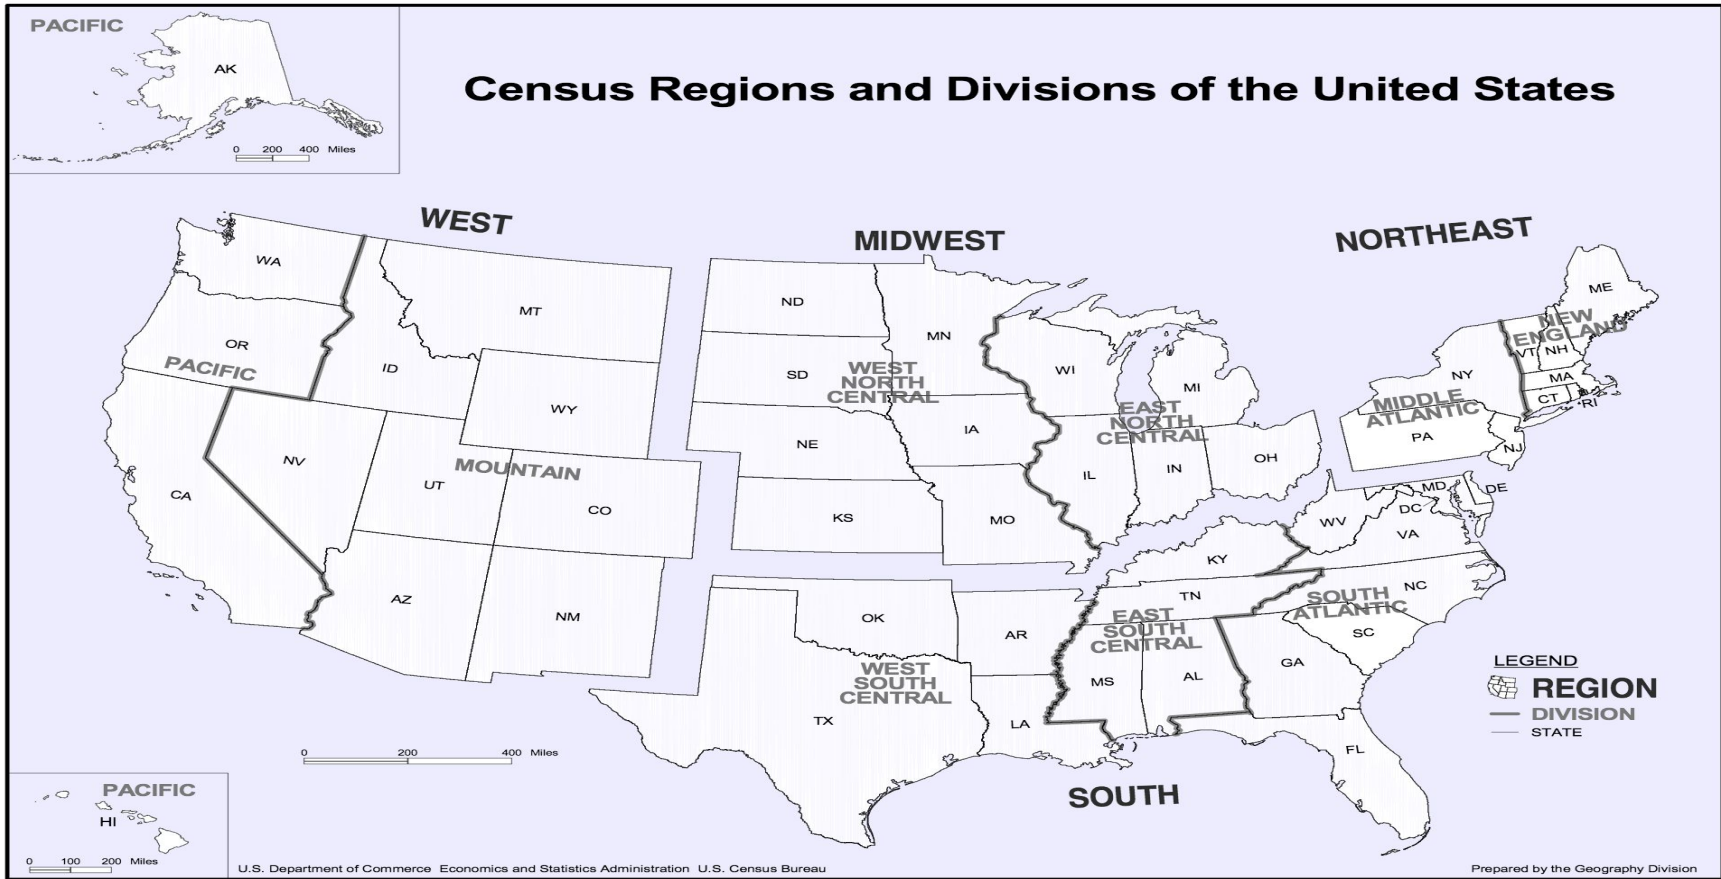 PACIFIC
AK
0 200 400 Miles
Census Regions and Divisions of the United States
WEST
MIDWEST
NORTHEAST
WA
MT
ND
MN
ME
OR
PACIFIC
ID
WY
SD
WEST
NORTH
CENTRAL
WI
MI
NEW
ENGLAND
VT
NH
NY
MA
CT
RI
MIDDLE
ATLANTIC
PA
NJ
NV
UT
MOUNTAIN
CO
CA
NE
IA
EAST
NORTH
CENTRAL
IL
IN
OH
KS
MO
WV
MD
DE
DC
VA
KY
AZ
NM
OK
AR
TN
NC
EAST
SOUTH
CENTRAL
SOUTH
ATLANTIC
SC
WEST
SOUTH
CENTRAL
TX
LA
MS
AL
GA
FL
LEGEND
REGION
DIVISION
STATE
0 200 400 Miles
SOUTH
PACIFIC
HI
0 100 200 Miles
U.S. Department of Commerce Economics and Statistics Administration U.S. Census Bureau
Prepared by the Geography Division